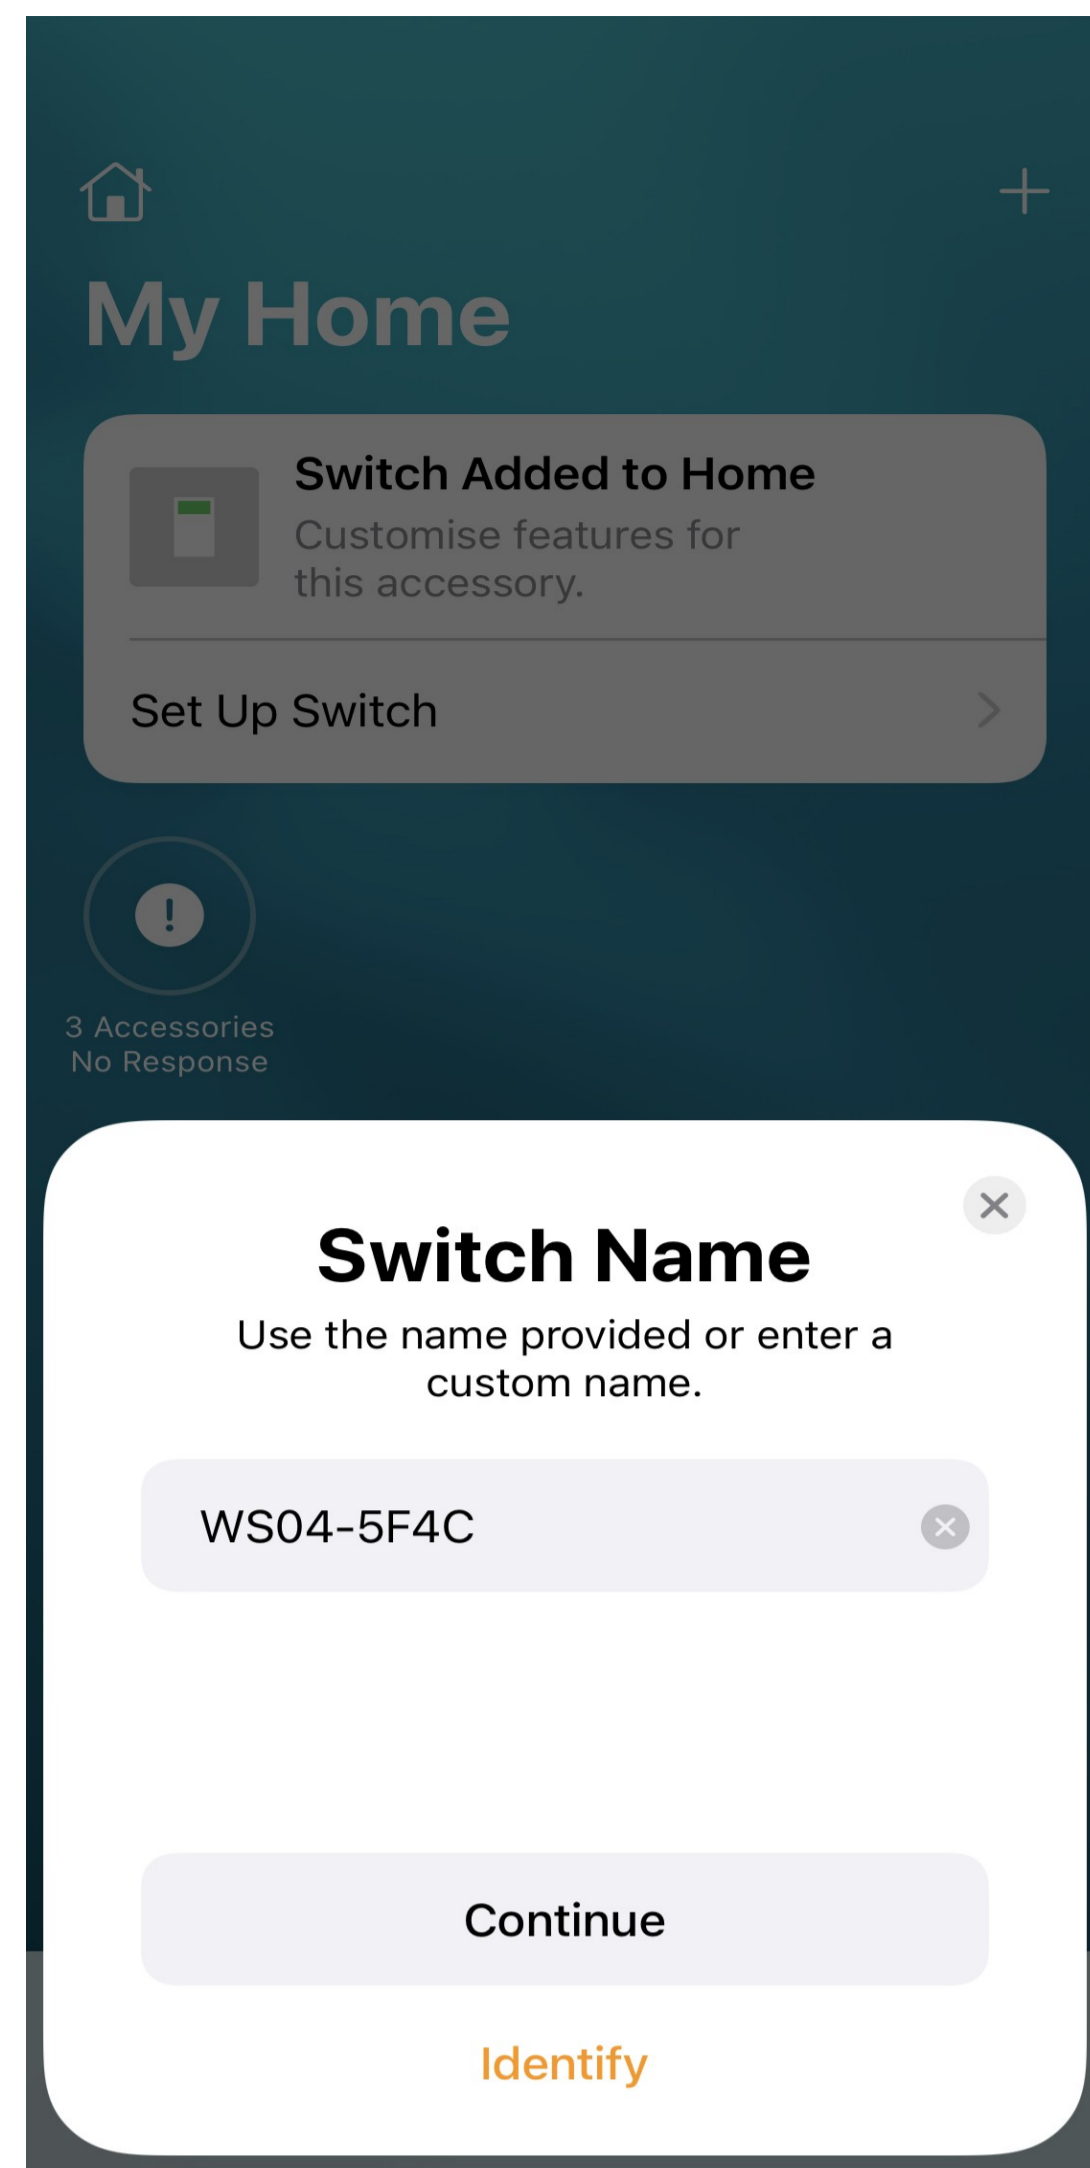 My Home
Switch Added to Home
Customise features for
this accessory.
Set Up Switch
3 Accessories
No Response
Switch Name
Use the name provided or enter a
custom name.
WS04-5F4C
Continue
Identify